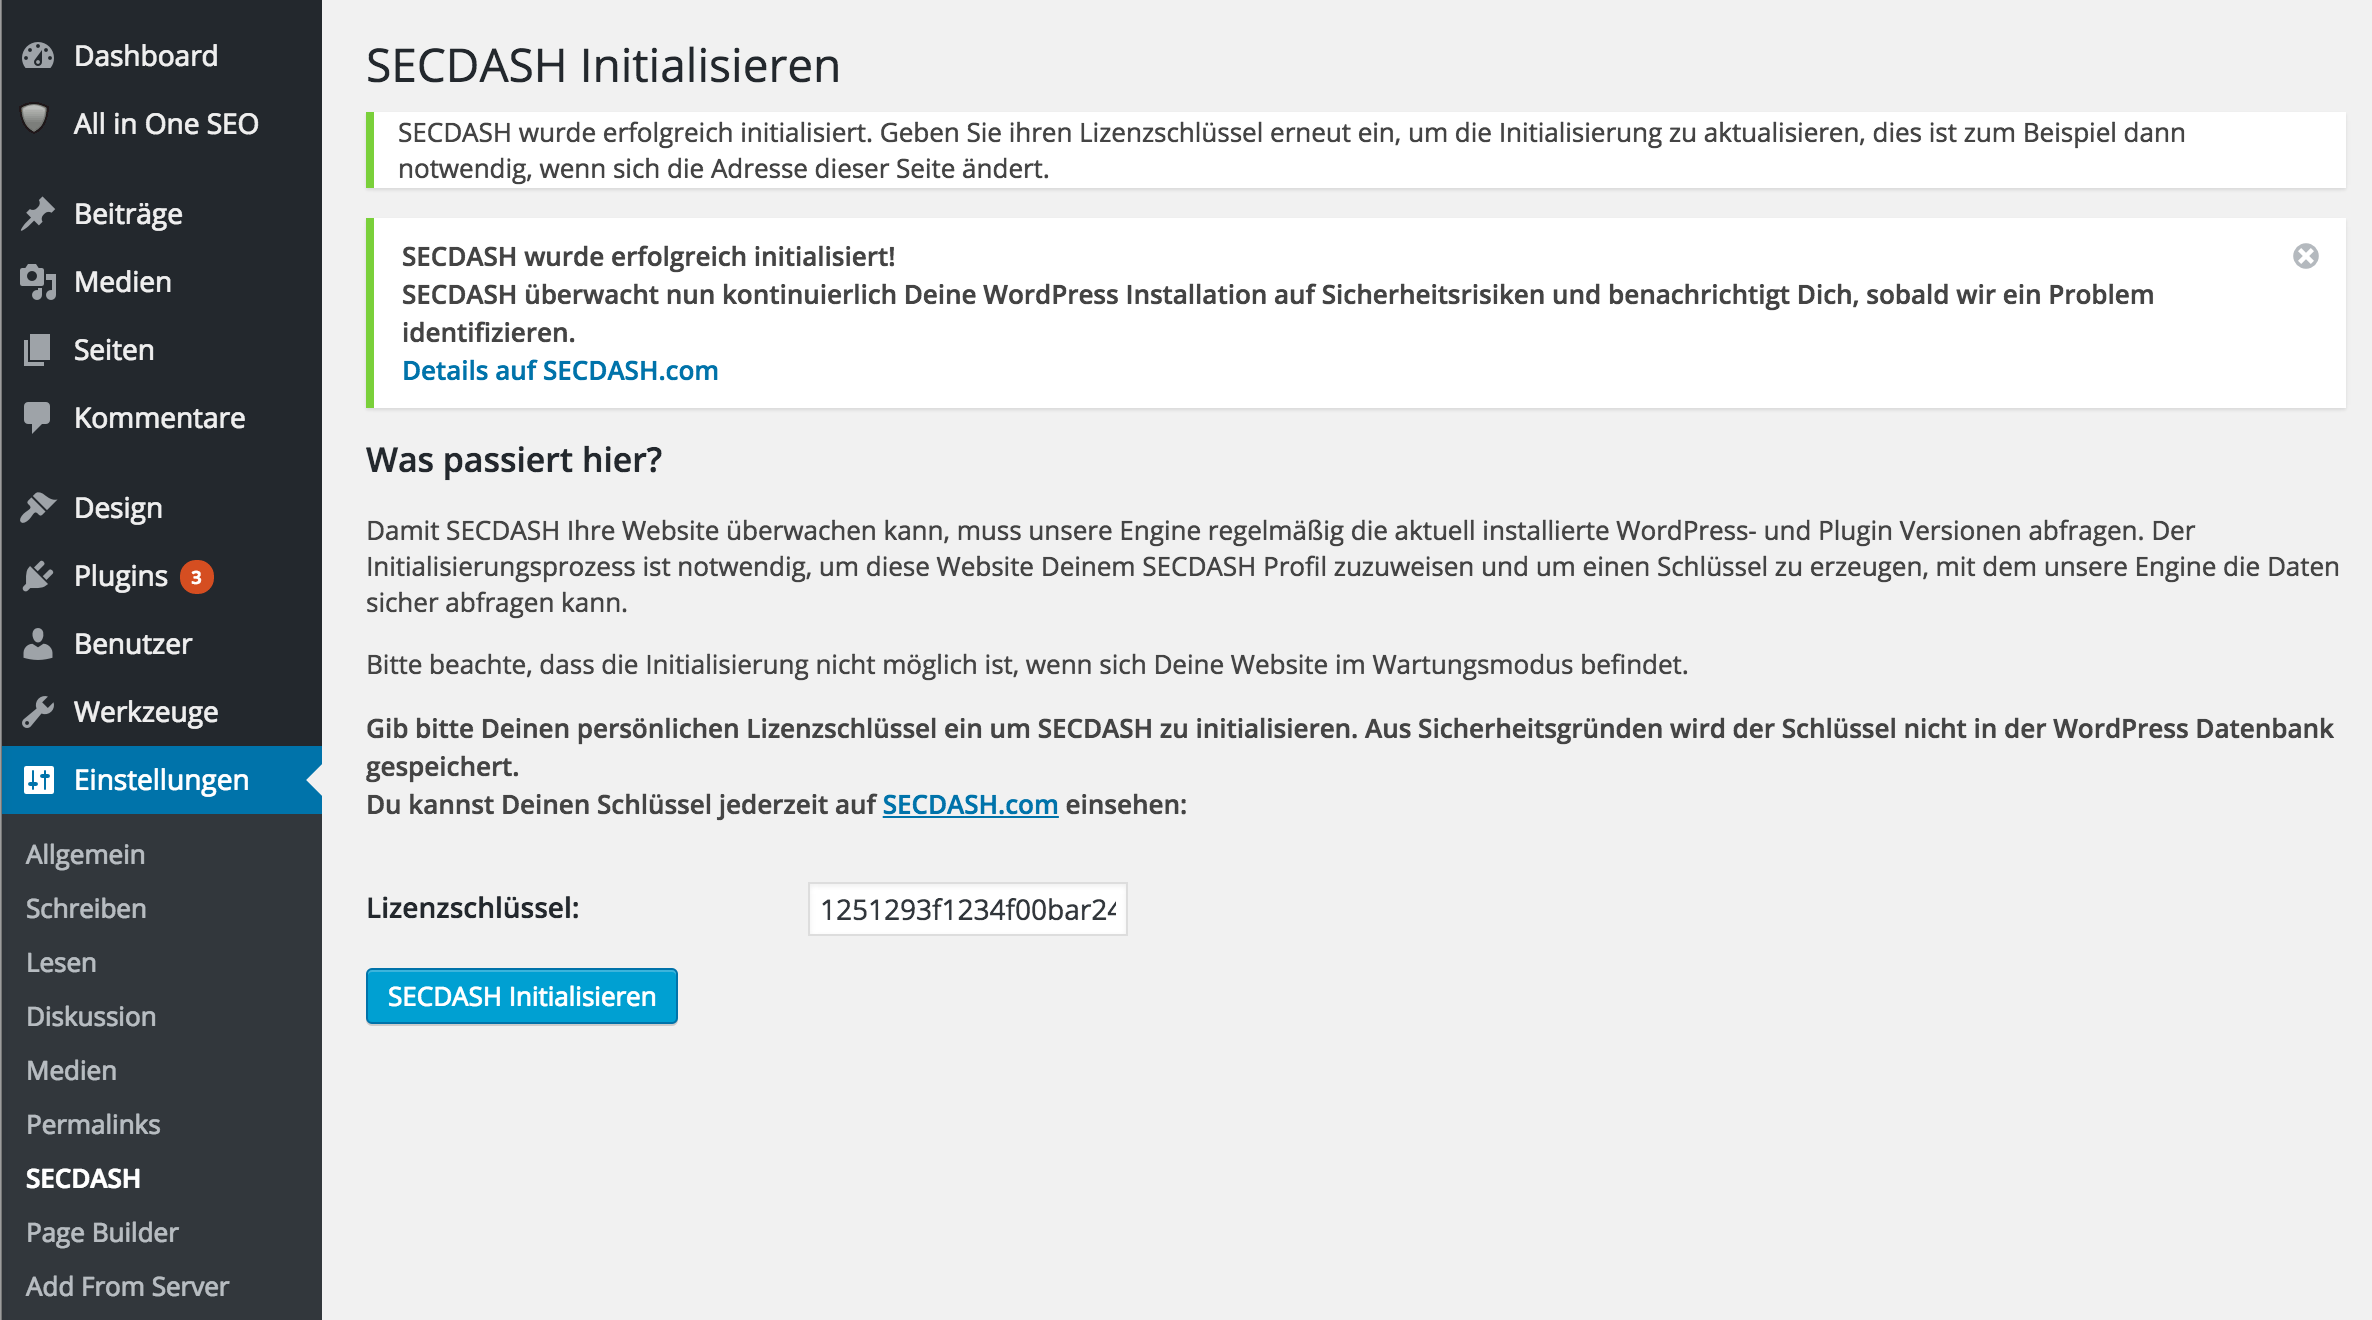 Dashboard
All in One SEO
Beiträge
Medien
Seiten
Kommentare
Design
Plugins 3
Benutzer
Werkzeuge
Einstellungen
Allgemein
Schreiben
Lesen
Diskussion
Medien
Permalinks
SECDASH
Page Builder
Add From Server
SECDASH Initialisieren
SECDASH wurde erfolgreich initialisiert. Geben Sie ihren Lizenzschlüssel erneut ein, um die Initialisierung zu aktualisieren, dies ist zum Beispiel dann
notwendig, wenn sich die Adresse dieser Seite ändert.
SECDASH wurde erfolgreich initialisiert!
SECDASH überwacht nun kontinuierlich Deine WordPress Installation auf Sicherheitsrisiken und benachrichtigt Dich, sobald wir ein Problem
identifizieren.
Details auf SECDASH.com
Was passiert hier?
Damit SECDASH Ihre Website überwachen kann, muss unsere Engine regelmäßig die aktuell installierte WordPress- und Plugin Versionen abfragen. Der
Initialisierungsprozess ist notwendig, um diese Website Deinem SECDASH Profil zuzuweisen und um einen Schlüssel zu erzeugen, mit dem unsere Engine die Daten
sicher abfragen kann.
Bitte beachte, dass die Initialisierung nicht möglich ist, wenn sich Deine Website im Wartungsmodus befindet.
Gib bitte Deinen persönlichen Lizenzschlüssel ein um SECDASH zu initialisieren. Aus Sicherheitsgründen wird der Schlüssel nicht in der WordPress Datenbank
gespeichert.
Du kannst Deinen Schlüssel jederzeit auf SECDASH.com einsehen:
Lizenzschlüssel: 1251293f1234f00bar24
SECDASH Initialisieren